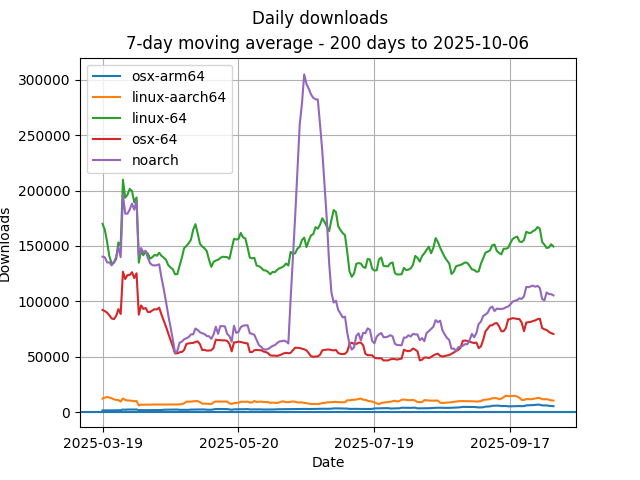 Daily downloads
7-day moving average - 200 days to 2025-10-06
osx-arm64
linux-aarch64
linux-64
osx-64
noarch
300000
250000
200000
150000
100000
50000
0
Downloads
2025-03-19 2025-05-20 2025-07-19 2025-09-17
Date